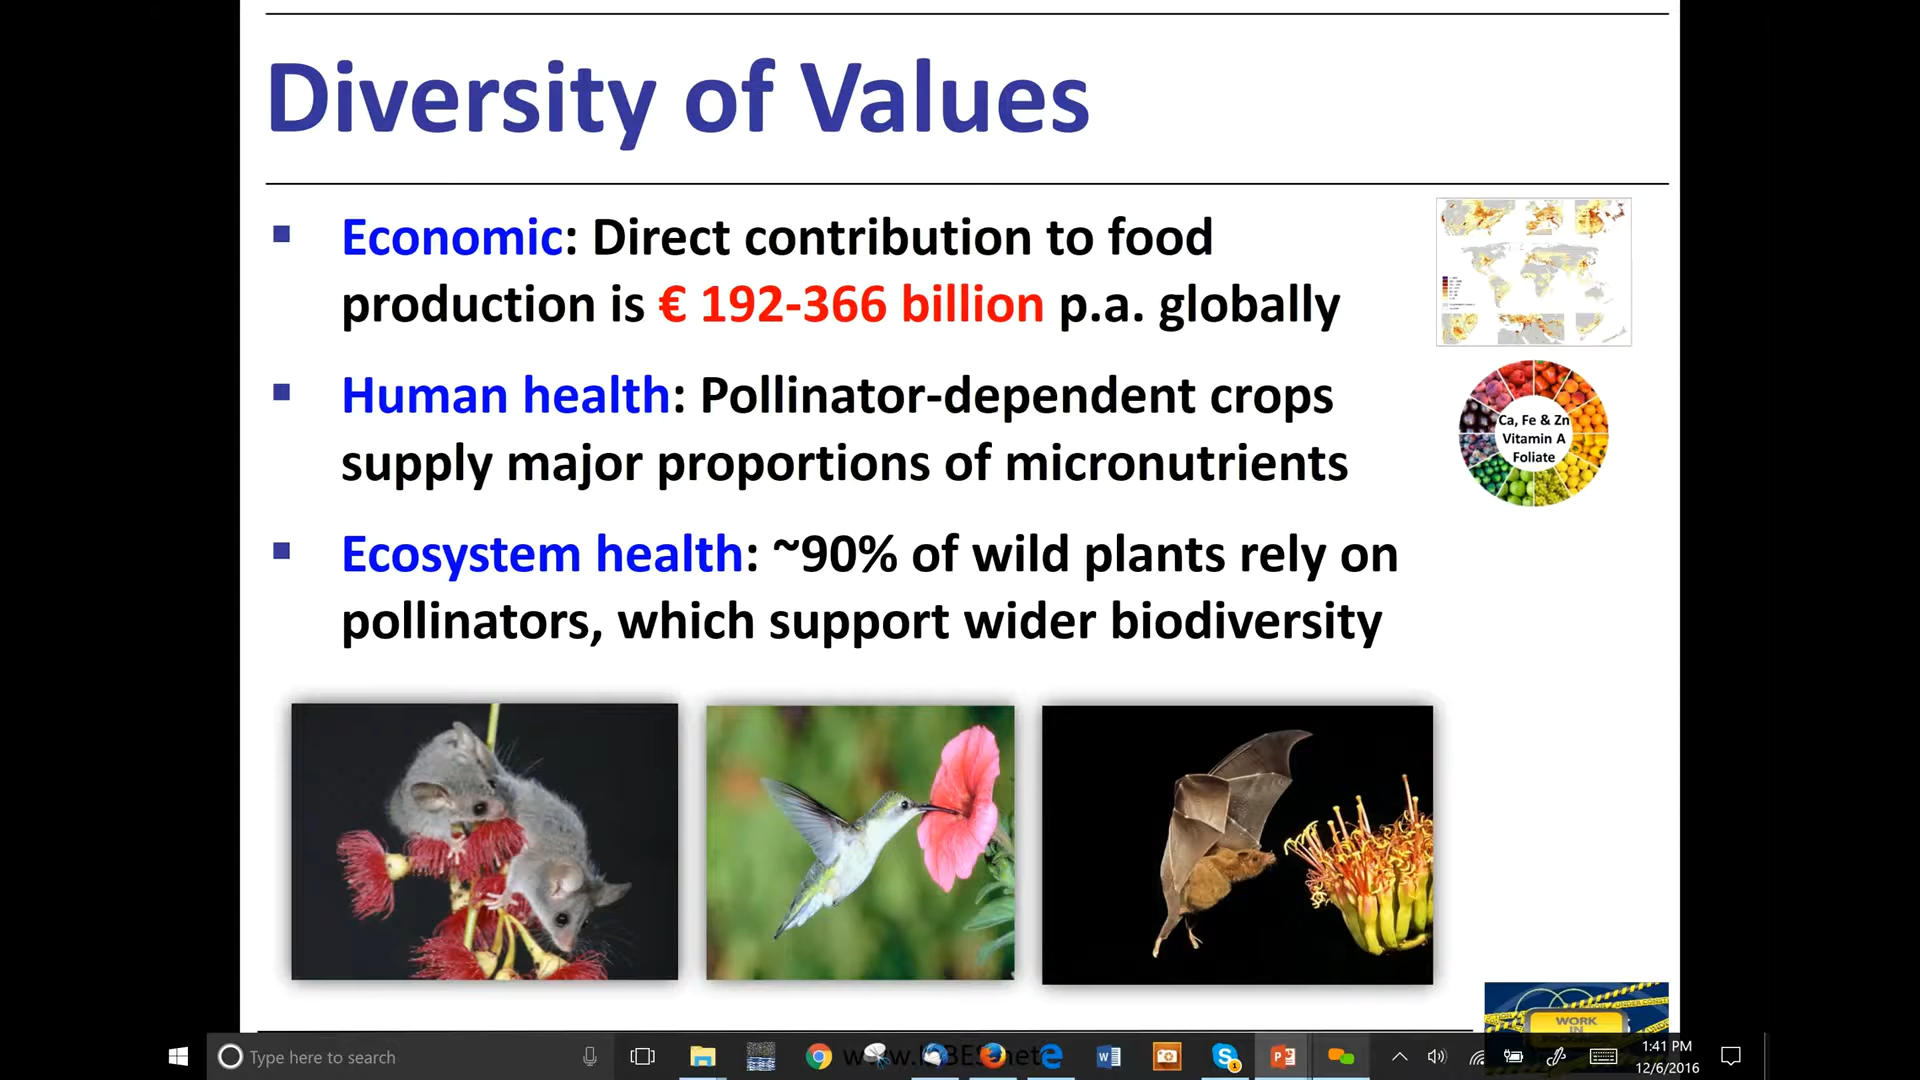 Diversity of Values
Economic: Direct contribution to food
production is € 192-366 billion p.a. globally
Human health: Pollinator-dependent crops
supply major proportions of micronutrients
Ca, Fe & Zn
Vitamin A
Foliate
Ecosystem health: ~90% of wild plants rely on
pollinators, which support wider biodiversity
WORK
IN
Type here to search
1:41 PM
12/6/2016